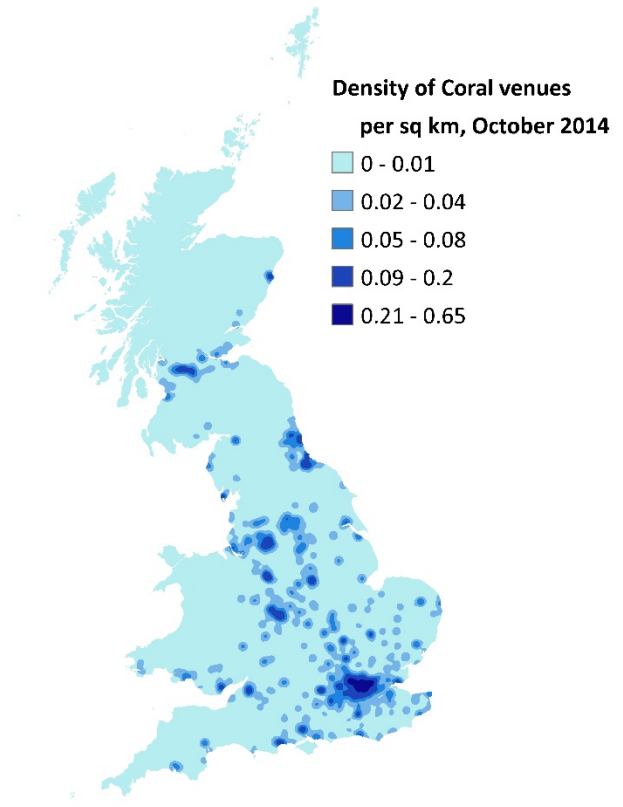 Density of Coral venues
per sq km, October 2014
0 - 0.01
0.02 - 0.04
0.05 - 0.08
0.09 - 0.2
0.21 - 0.65